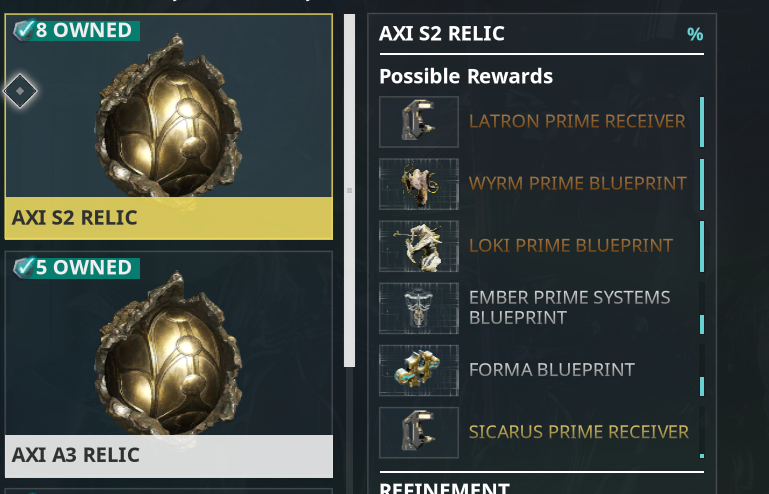 8 OWNED
AXI S2 RELIC
5 OWNED
AXI A3 RELIC
AXI S2 RELIC %
Possible Rewards
LATRON PRIME RECEIVER
WYRM PRIME BLUEPRINT
LOKI PRIME BLUEPRINT
EMBER PRIME SYSTEMS
BLUEPRINT
FORMA BLUEPRINT
SICARUS PRIME RECEIVER
REFINEMENT